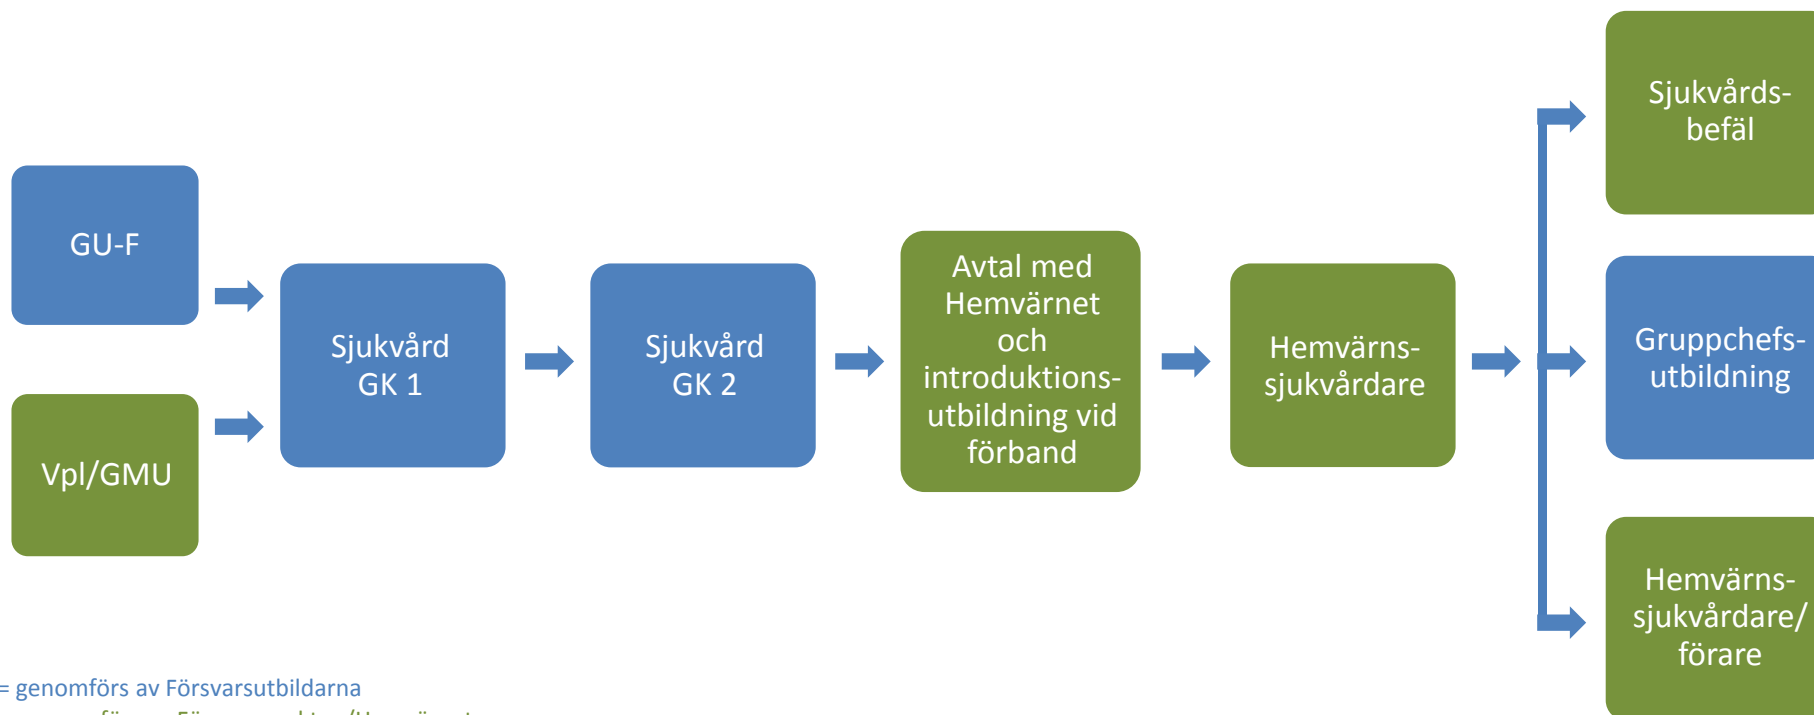 GU-F
Vpl/GMU
Sjukvård
GK 1
Sjukvård
GK 2
Avtal med
Hemvärnet
och
introduktions-
utbildning vid
förband
Hemvärns-
sjukvårdare
Sjukvårds-
befäl
Gruppchefs-
utbildning
Hemvärns-
sjukvårdare/
förare
= genomförs av Försvarsutbildarna